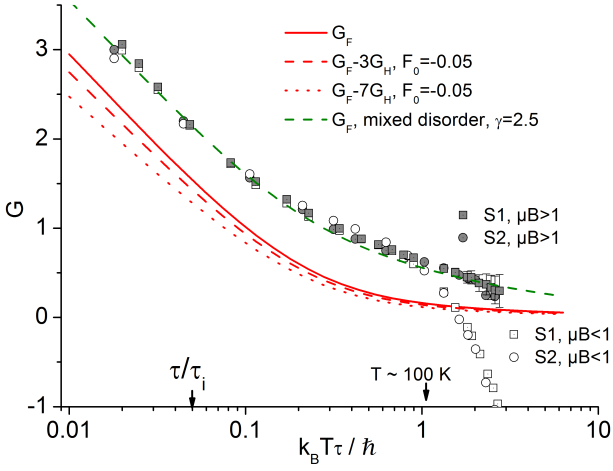 G_F
G_F-3G_H, F_0=-0.05
G_F-7G_H, F_0=-0.05
G_F, mixed disorder, γ=2.5
3
2
1
0
-1
G
S1, μB>1
S2, μB>1
S1, μB<1
S2, μB<1
τ/τ_i
T ~ 100 K
0.01
0.1
1
10
k_B T τ / ℏ